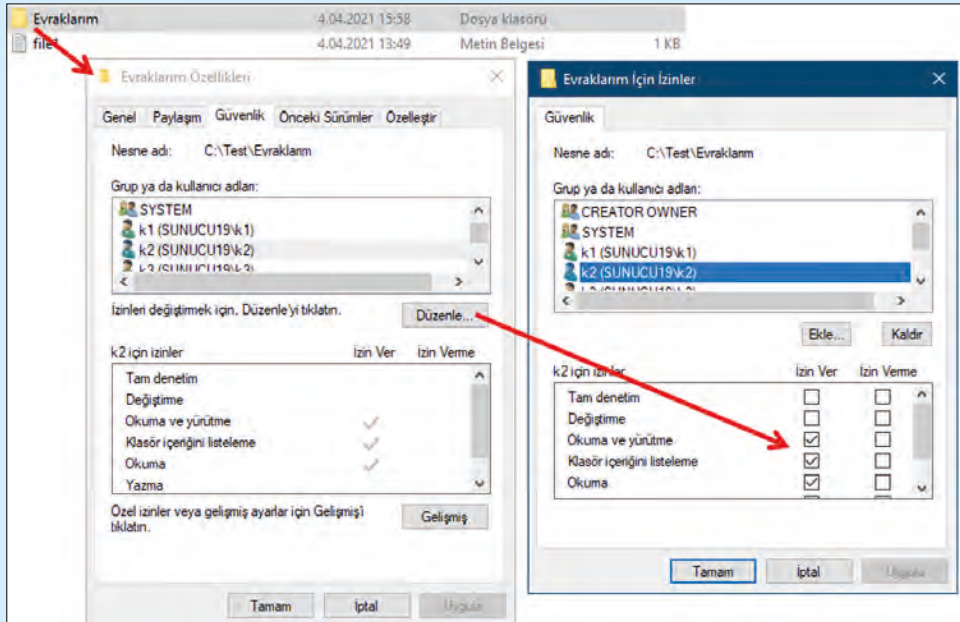 Evraklarım 4.04.2021 15:58 Dosya klasörü
file1 4.04.2021 13:49 Metin Belgesi 1 KB
Evraklarım Özellikleri
Genel Paylaşım Güvenlik Önceki Sürümler Özelleştir
Nesne adı: C:\Test\Evraklarım
Grup ya da kullanıcı adları:
SYSTEM
k1 (SUNUCU19\k1)
k2 (SUNUCU19\k2)
k3 (SUNUCU19\k3)
İzinleri değiştirmek için, Düzenle'yi tıklatın.
Düzenle...
k2 için izinler İzin Ver İzin Verme
Tam denetim
Değiştirme
Okuma ve yürütme
Klasör içeriğini listeleme
Okuma
Yazma
Özel izinler veya gelişmiş ayarlar için Gelişmiş'i
tıklatın.
Gelişmiş
Tamam İptal Uygula
Evraklarım İçin İzinler
Güvenlik
Nesne adı: C:\Test\Evraklarım
Grup ya da kullanıcı adları:
CREATOR OWNER
SYSTEM
k1 (SUNUCU19\k1)
k2 (SUNUCU19\k2)
Ekle... Kaldır
k2 için izinler İzin Ver İzin Verme
Tam denetim
Değiştirme
Okuma ve yürütme
Klasör içeriğini listeleme
Okuma
Tamam İptal Uygula